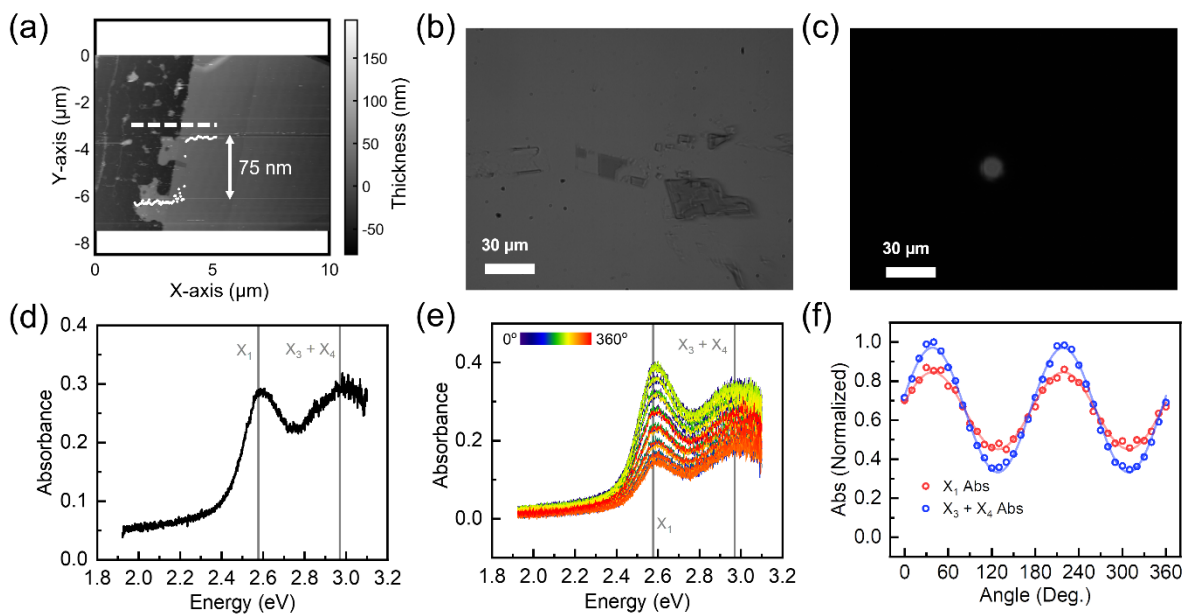 (a)
Y-axis (µm)
0
-2
-4
-6
-8
75 nm
0
5
10
X-axis (µm)
150
100
50
0
-50
Thickness (nm)
(b)
30 µm
(c)
30 µm
(d)
Absorbance
0.4
0.3
0.2
0.1
0.0
X₁
X₃ + X₄
1.8 2.0 2.2 2.4 2.6 2.8 3.0 3.2
Energy (eV)
(e)
Absorbance
0.6
0.4
0.2
0.0
0º
360º
X₃ + X₄
X₁
1.8 2.0 2.2 2.4 2.6 2.8 3.0 3.2
Energy (eV)
(f)
Abs (Normalized)
1.0
0.8
0.6
0.4
0.2
0.0
X₁ Abs
X₃ + X₄ Abs
0 60 120 180 240 300 360
Angle (Deg.)